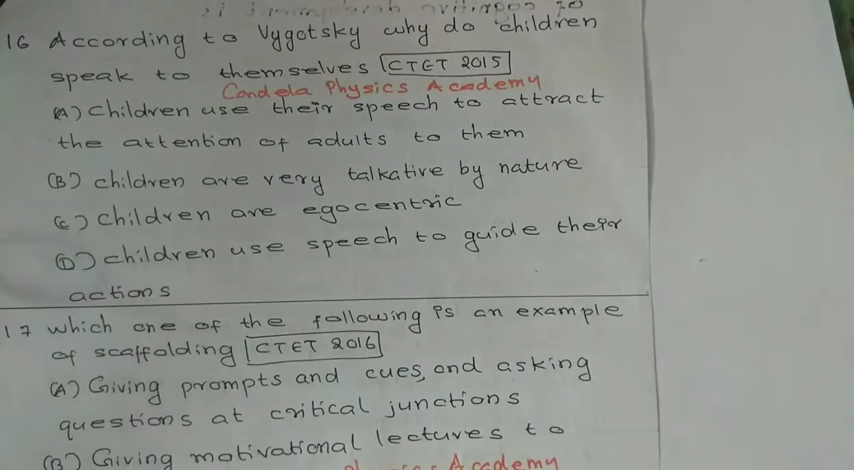 16 According to Vygotsky why do children
speak to themselves CTET 2015
Candela Physics Academy
(A) children use their speech to attract
the attention of adults to them
(B) children are very talkative by nature
(C) children are egocentric
(D) children use speech to guide their
actions
17 which one of the following is an example
of scaffolding CTET 2016
(A) Giving prompts and cues, and asking
questions at critical junctions
(B) Giving motivational lectures to
Academy